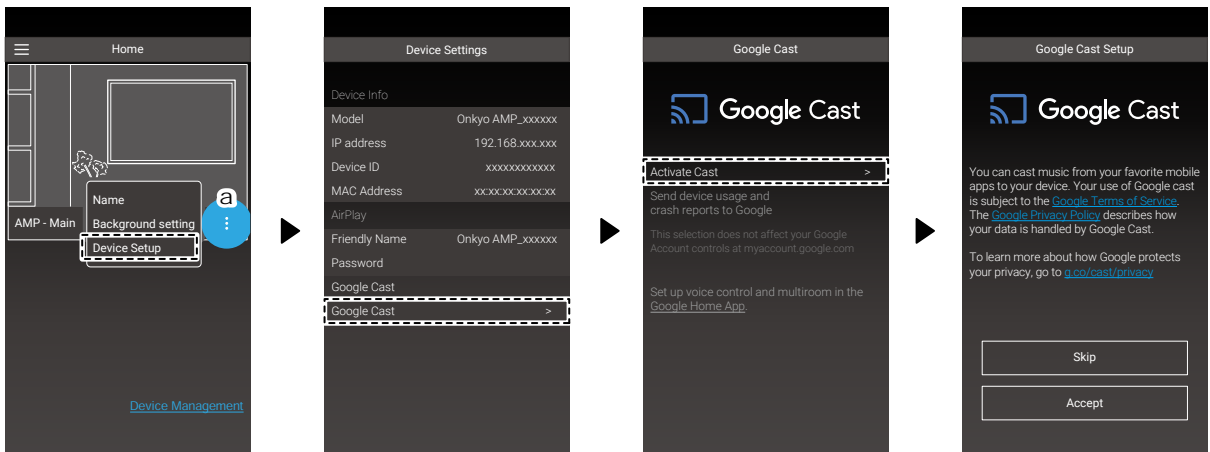 Home
Name
a
AMP - Main
Background setting
Device Setup
Device Management
Device Settings
Device Info
Model Onkyo AMP_xxxxxx
IP address 192.168.xxx.xxx
Device ID xxxxxxxxxxxx
MAC Address xx:xx:xx:xx:xx:xx
AirPlay
Friendly Name Onkyo AMP_xxxxxx
Password
Google Cast
Google Cast >
Google Cast
Google Cast
Activate Cast >
Send device usage and
crash reports to Google
This selection does not affect your Google
Account controls at myaccount.google.com
Set up voice control and multiroom in the
Google Home App.
Google Cast Setup
Google Cast
You can cast music from your favorite mobile
apps to your device. Your use of Google cast
is subject to the Google Terms of Service.
The Google Privacy Policy describes how
your data is handled by Google Cast.
To learn more about how Google protects
your privacy, go to g.co/cast/privacy
Skip
Accept